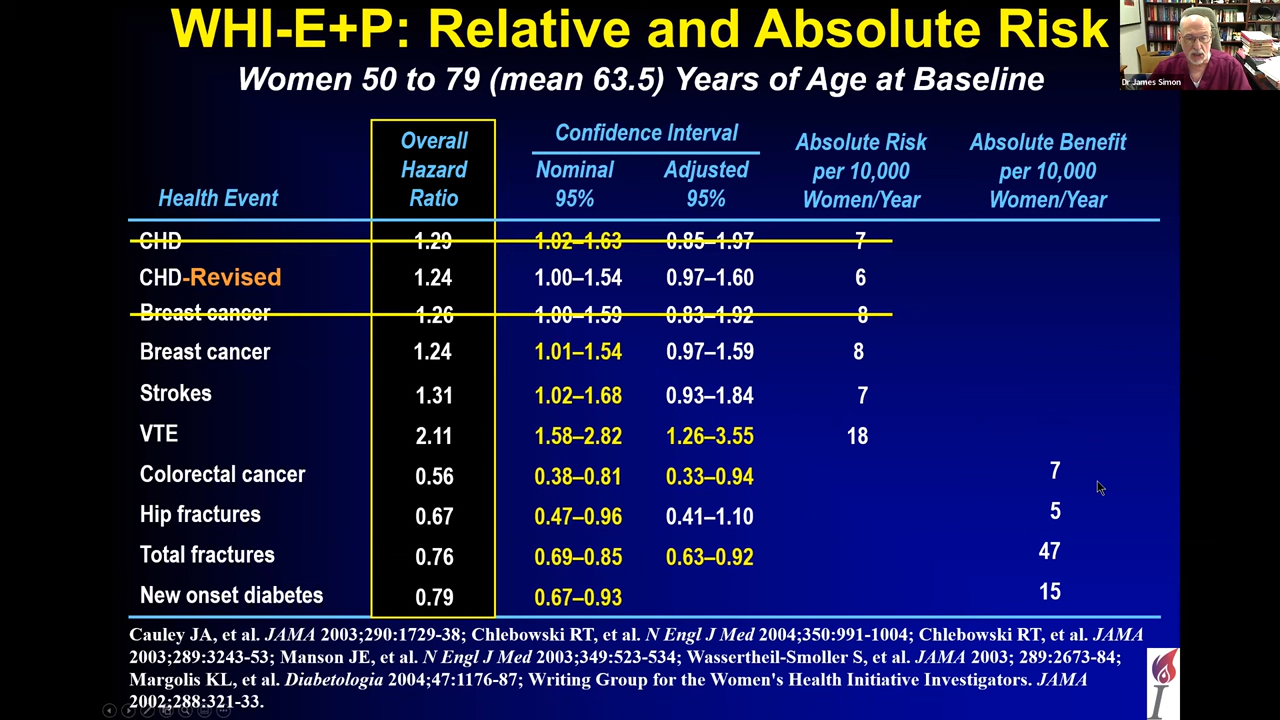 WHI-E+P: Relative and Absolute Risk
Women 50 to 79 (mean 63.5) Years of Age at Baseline
Dr James Simon
Health Event
Overall
Hazard
Ratio
Confidence Interval
Nominal
95%
Adjusted
95%
Absolute Risk
per 10,000
Women/Year
Absolute Benefit
per 10,000
Women/Year
CHD 1.29 1.02–1.63 0.85–1.97 7
CHD-Revised 1.24 1.00–1.54 0.97–1.60 6
Breast cancer 1.26 1.00–1.59 0.83–1.92 8
Breast cancer 1.24 1.01–1.54 0.97–1.59 8
Strokes 1.31 1.02–1.68 0.93–1.84 7
VTE 2.11 1.58–2.82 1.26–3.55 18
Colorectal cancer 0.56 0.38–0.81 0.33–0.94 7
Hip fractures 0.67 0.47–0.96 0.41–1.10 5
Total fractures 0.76 0.69–0.85 0.63–0.92 47
New onset diabetes 0.79 0.67–0.93 15
Cauley JA, et al. JAMA 2003;290:1729-38; Chlebowski RT, et al. N Engl J Med 2004;350:991-1004; Chlebowski RT, et al. JAMA
2003;289:3243-53; Manson JE, et al. N Engl J Med 2003;349:523-534; Wassertheil-Smoller S, et al. JAMA 2003; 289:2673-84;
Margolis KL, et al. Diabetologia 2004;47:1176-87; Writing Group for the Women's Health Initiative Investigators. JAMA
2002;288:321-33.